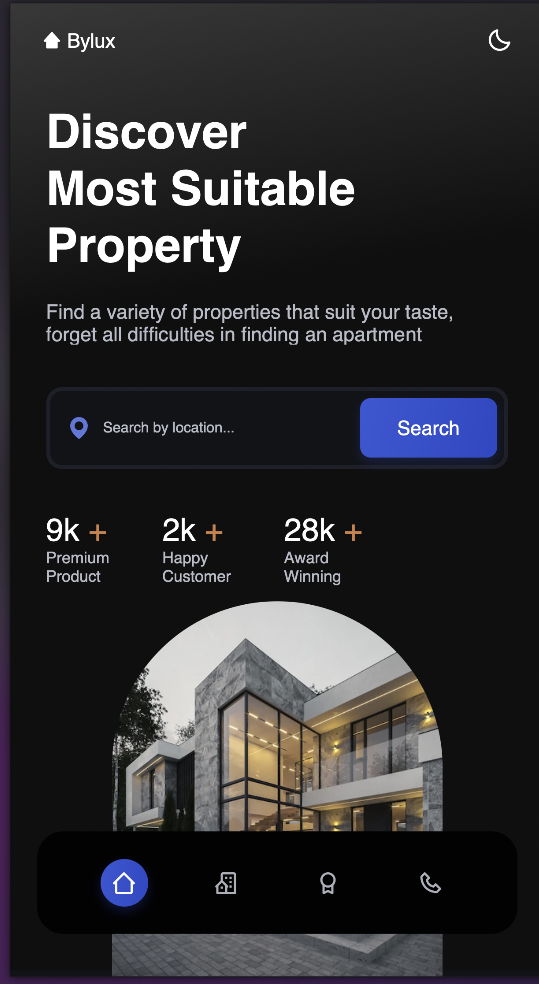 Bylux
Discover
Most Suitable
Property
Find a variety of properties that suit your taste,
forget all difficulties in finding an apartment
Search by location...
Search
9k +
Premium
Product
2k +
Happy
Customer
28k +
Award
Winning